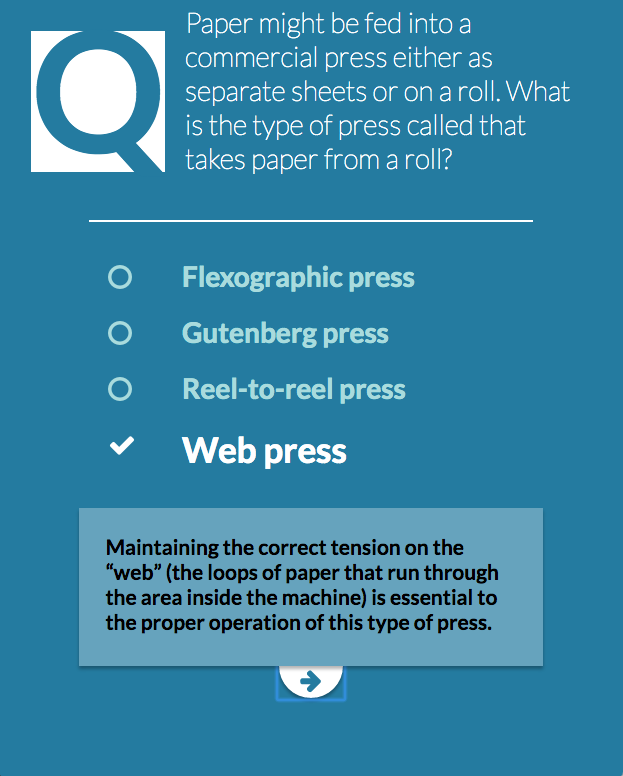 Q
Paper might be fed into a
commercial press either as
separate sheets or on a roll. What
is the type of press called that
takes paper from a roll?
Flexographic press
Gutenberg press
Reel-to-reel press
Web press
Maintaining the correct tension on the
“web” (the loops of paper that run through
the area inside the machine) is essential to
the proper operation of this type of press.